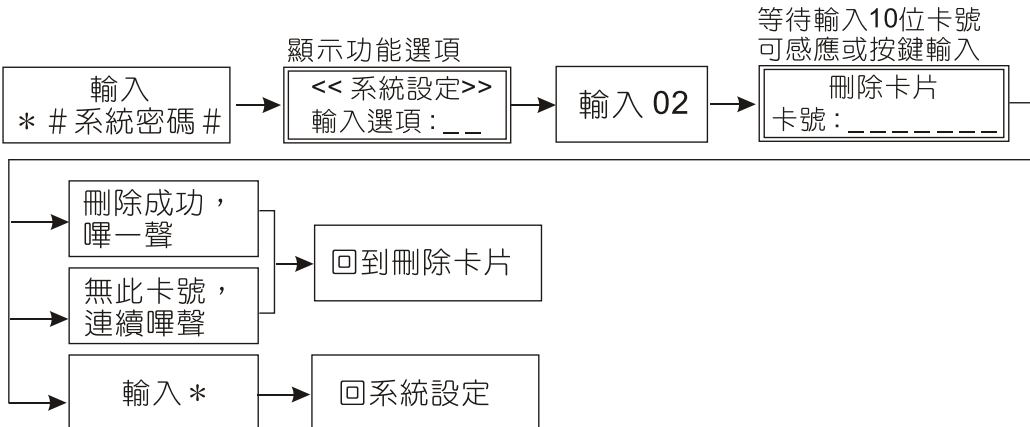 輸入
＊＃系統密碼＃
顯示功能選項
<< 系統設定>>
輸入選項:_ _
輸入 02
等待輸入10位卡號
可感應或按鍵輸入
刪除卡片
卡號:_ _ _ _ _ _ _
刪除成功，
嗶一聲
無此卡號，
連續嗶聲
回到刪除卡片
輸入＊
回系統設定